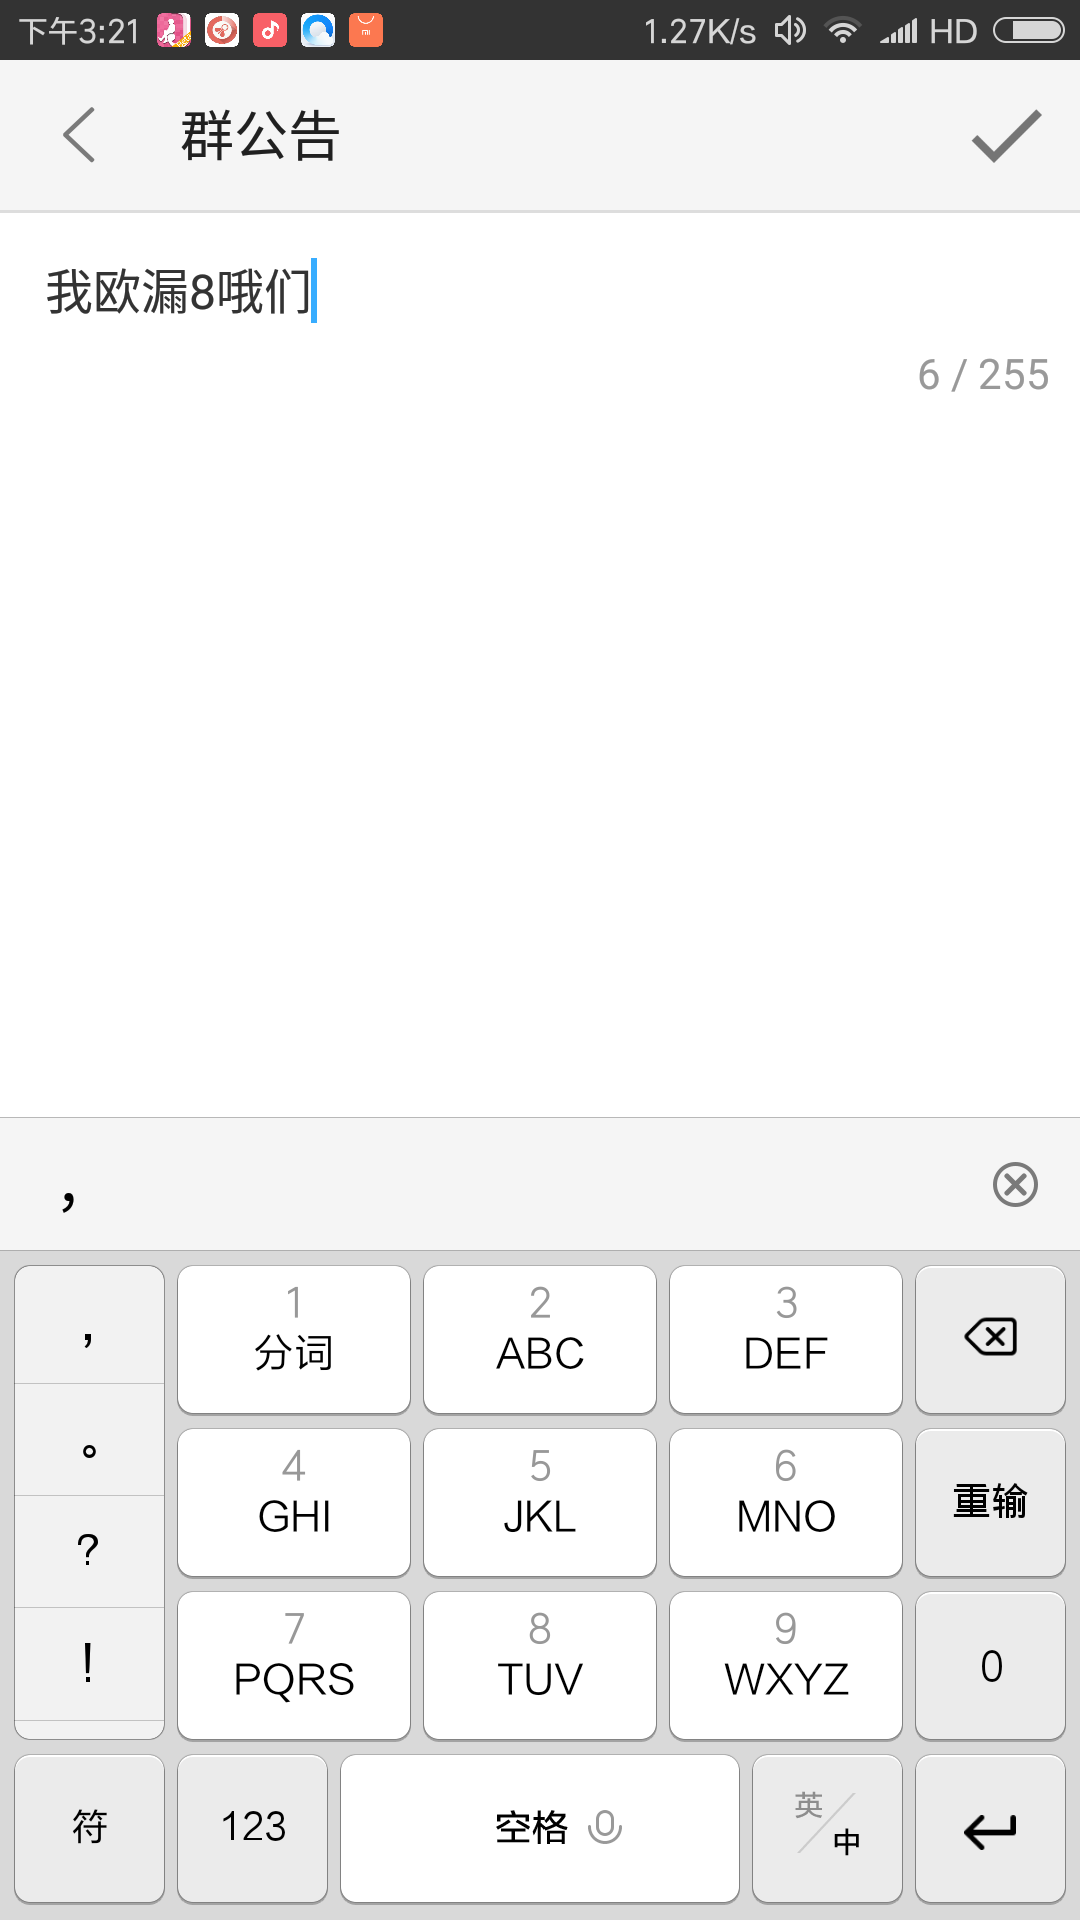 下午3:21 1.27K/s HD
群公告
我欧漏8哦们
6 / 255
，
，
1 2 3
分词 ABC DEF
。
4 5 6
GHI JKL MNO 重输
?
7 8 9
! PQRS TUV WXYZ 0
符 123 空格 英/中